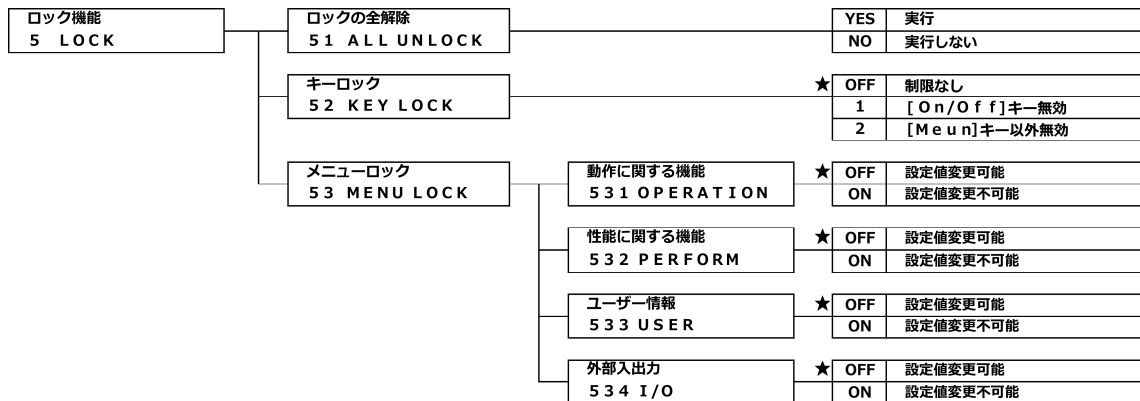 ロック機能
5 LOCK
ロックの全解除
51 ALL UNLOCK
YES 実行
NO 実行しない
キーロック
52 KEY LOCK
★ OFF 制限なし
1 [On/Off]キー無効
2 [Meun]キー以外無効
メニューロック
53 MENU LOCK
動作に関する機能
531 OPERATION
★ OFF 設定値変更可能
ON 設定値変更不可能
性能に関する機能
532 PERFORM
★ OFF 設定値変更可能
ON 設定値変更不可能
ユーザー情報
533 USER
★ OFF 設定値変更可能
ON 設定値変更不可能
外部入出力
534 I/O
★ OFF 設定値変更可能
ON 設定値変更不可能